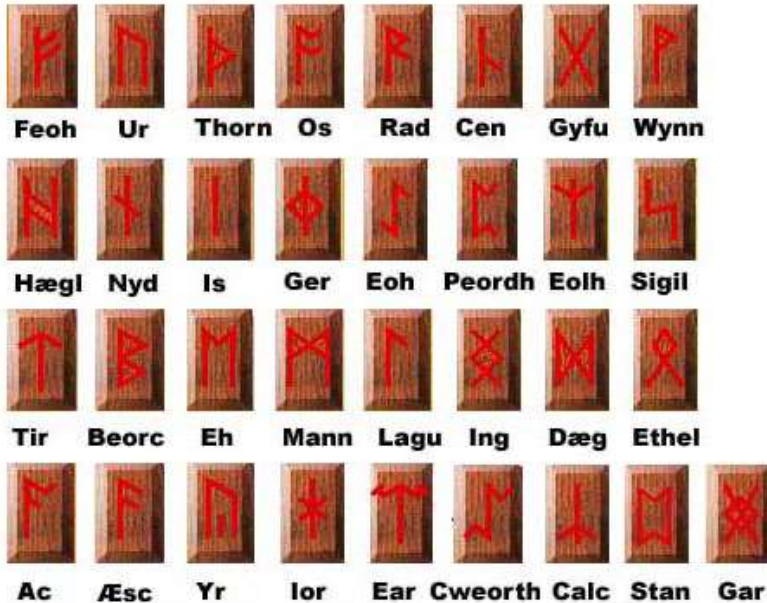 ᚠ ᚢ ᚦ ᚩ ᚱ ᚳ ᚷ ᚹ
Feoh Ur Thorn Os Rad Cen Gyfu Wynn
ᚻ ᚾ ᛁ ᛄ ᛇ ᛈ ᛉ ᛋ
Hægl Nyd Is Ger Eoh Peordh Eolh Sigil
ᛏ ᛒ ᛖ ᛗ ᛚ ᛝ ᛞ ᛟ
Tir Beorc Eh Mann Lagu Ing Dæg Ethel
ᚪ ᚫ ᚣ ᛡ ᛠ ᛢ ᛣ ᛥ ᚸ
Ac Æsc Yr Ior Ear Cweorth Calc Stan Gar